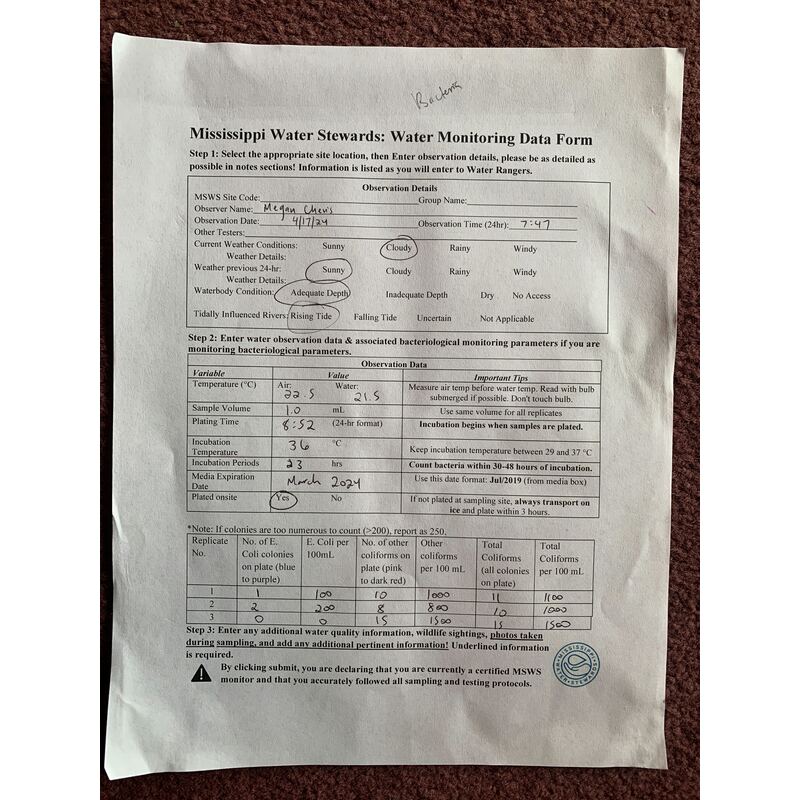 Bacteria
Mississippi Water Stewards: Water Monitoring Data Form
Step 1: Select the appropriate site location, then Enter observation details, please be as detailed as
possible in notes sections! Information is listed as you will enter to Water Rangers.
Observation Details
MSWS Site Code: Group Name:
Observer Name: Megan
Observation Date: 4/17/24 Observation Time (24hr): 7:47
Other Testers:
Current Weather Conditions: Sunny Cloudy Rainy Windy
Weather Details:
Weather previous 24-hr: Sunny Cloudy Rainy Windy
Weather Details:
Waterbody Condition: Adequate Depth Inadequate Depth Dry No Access
Tidally Influenced Rivers: Rising Tide Falling Tide Uncertain Not Applicable
Step 2: Enter water observation data & associated bacteriological monitoring parameters if you are
monitoring bacteriological parameters.
Observation Data
Variable Value Important Tips
Temperature (°C) Air: 22.5 Water: 21.5 Measure air temp before water temp. Read with bulb
submerged if possible. Don't touch bulb.
Sample Volume 1.0 mL Use same volume for all replicates
Plating Time 8:52 (24-hr format) Incubation begins when samples are plated.
Incubation
Temperature 36 °C Keep incubation temperature between 29 and 37 °C
Incubation Periods 23 hrs Count bacteria within 30-48 hours of incubation.
Media Expiration
Date March 2024 Use this date format: Jul/2019 (from media box)
Plated onsite Yes No If not plated at sampling site, always transport on
ice and plate within 3 hours.
*Note: If colonies are too numerous to count (>200), report as 250.
Replicate No. of E. E. Coli per No. of other Other Total Total
No. Coli colonies 100mL coliforms on coliforms Coliforms Coliforms
on plate (blue plate (pink per 100 mL (all colonies per 100 mL
to purple) to dark red) on plate)
1 1 100 10 1000 11 1100
2 2 200 8 800 10 1000
3 0 0 15 1500 15 1500
Step 3: Enter any additional water quality information, wildlife sightings, photos taken
during sampling, and add any additional pertinent information! Underlined information
is required.
By clicking submit, you are declaring that you are currently a certified MSWS
monitor and that you accurately followed all sampling and testing protocols.
MISSISSIPPI WATER STEWARDS